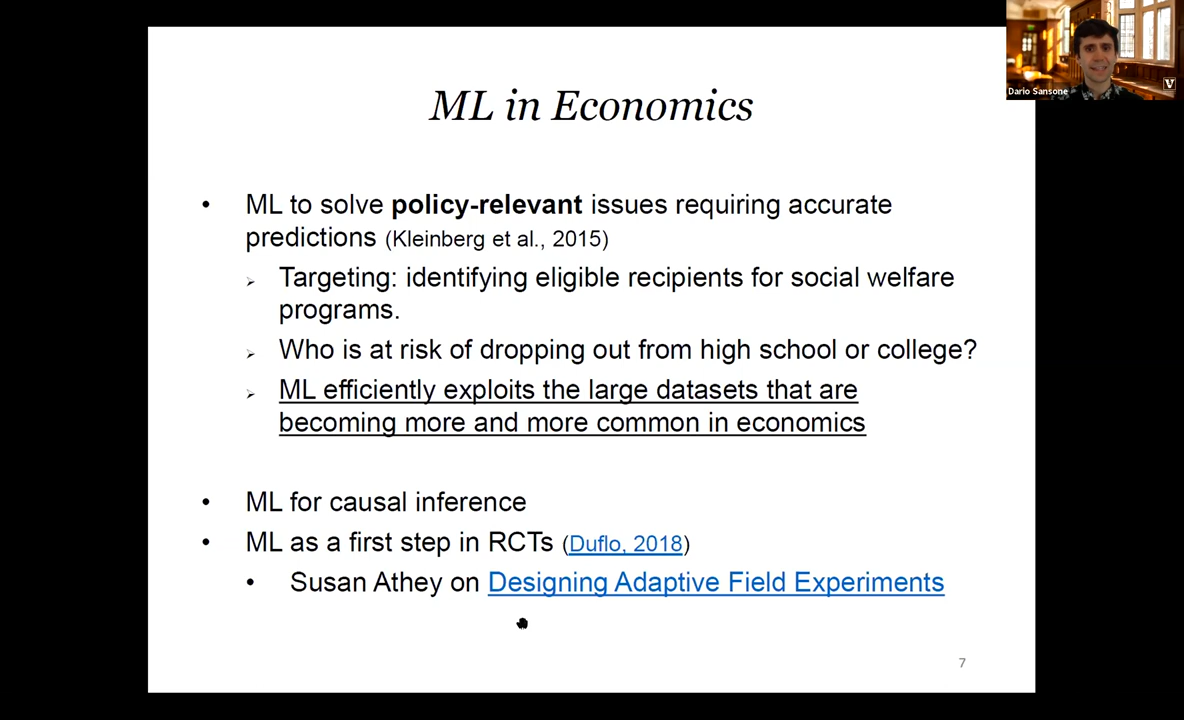 ML in Economics
• ML to solve policy-relevant issues requiring accurate
predictions (Kleinberg et al., 2015)
➢ Targeting: identifying eligible recipients for social welfare
programs.
➢ Who is at risk of dropping out from high school or college?
➢ ML efficiently exploits the large datasets that are
becoming more and more common in economics
• ML for causal inference
• ML as a first step in RCTs (Duflo, 2018)
• Susan Athey on Designing Adaptive Field Experiments
7
Dario Sansone
V